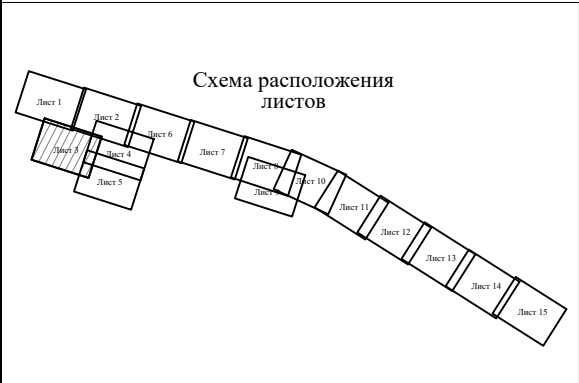 Схема расположения
листов
Лист 1
Лист 2
Лист 3
Лист 4
Лист 5
Лист 6
Лист 7
Лист 8
Лист 9
Лист 10
Лист 11
Лист 12
Лист 13
Лист 14
Лист 15